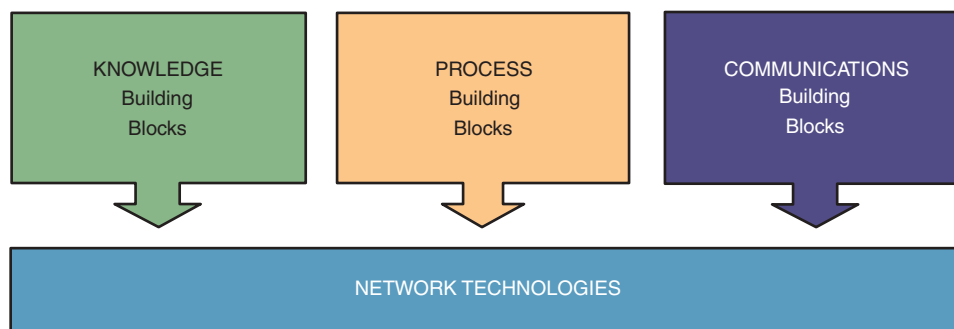 KNOWLEDGE
Building
Blocks
PROCESS
Building
Blocks
COMMUNICATIONS
Building
Blocks
NETWORK TECHNOLOGIES